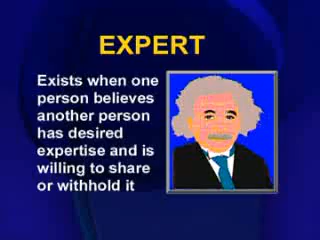 EXPERT
Exists when one
person believes
another person
has desired
expertise and is
willing to share
or withhold it